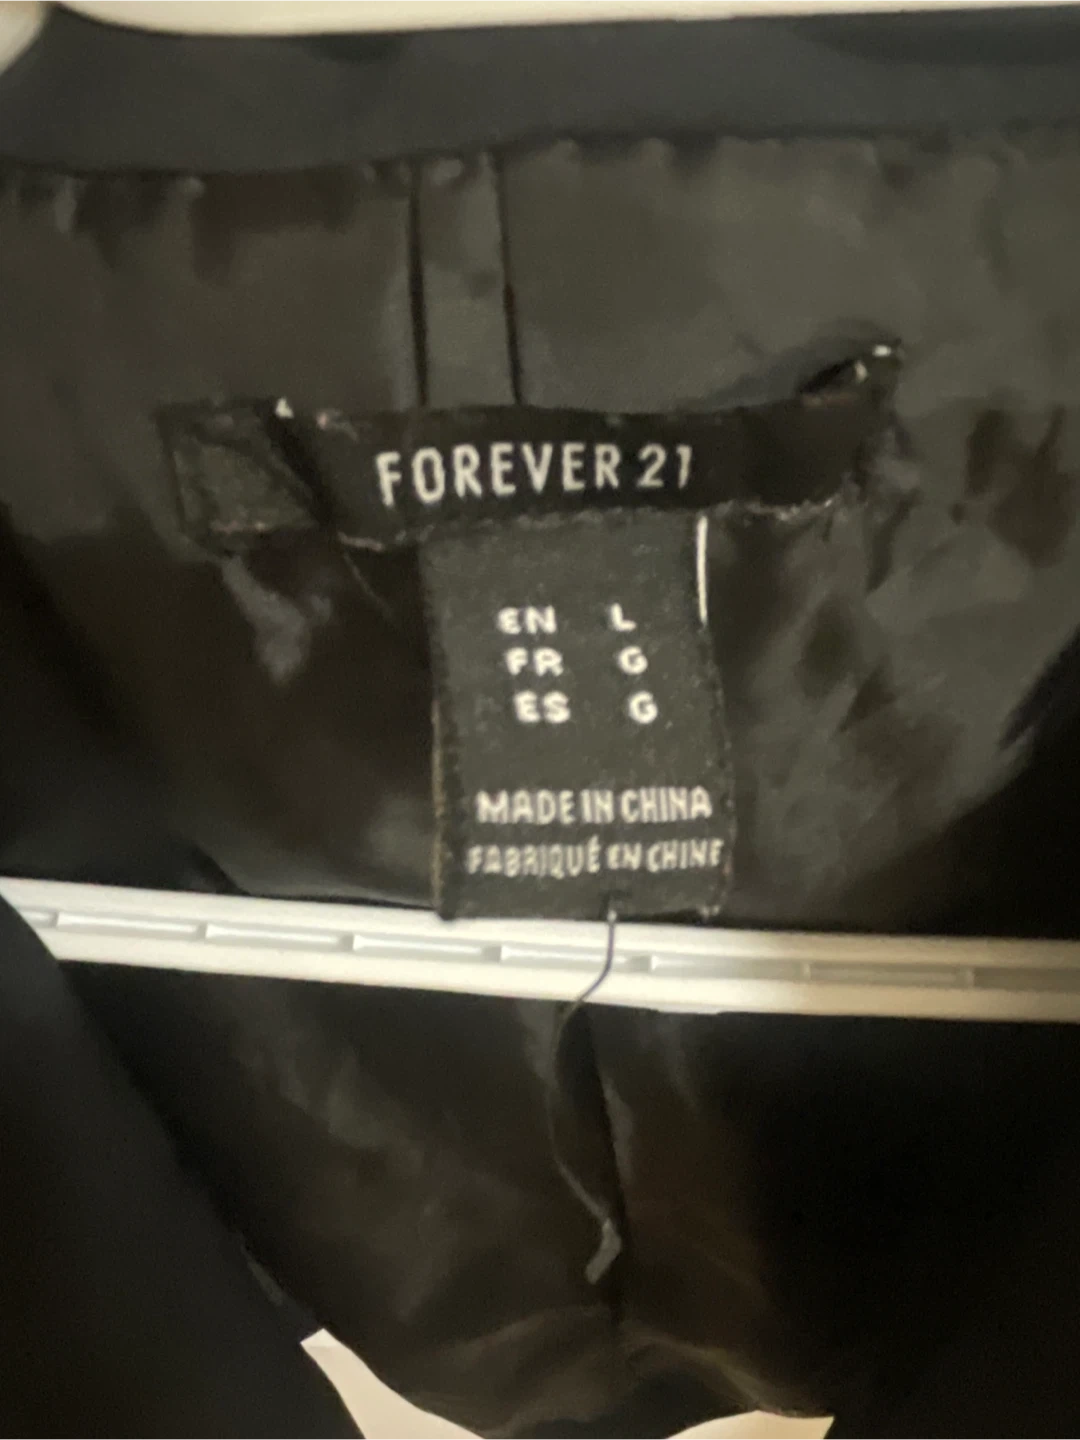 FOREVER 21
EN L
FR G
ES G
MADE IN CHINA
FABRIQUÉ EN CHINE